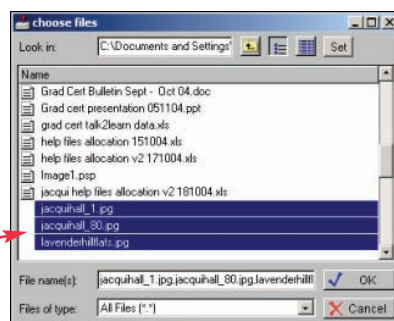 choose files
Look in: C:\Documents and Settings' Set
Name
Grad Cert Bulletin Sept - Oct 04.doc
Grad cert presentation 051104.ppt
grad cert talk2learn data.xls
help files allocation 151004.xls
help files allocation v2 171004.xls
Image1.psp
jacqui help files allocation v2 181004.xls
jacquihall_1.jpg
jacquihall_80.jpg
lavenderhillflats.jpg
File name(s): jacquihall_1.jpg,jacquihall_80.jpg,lavenderhillfl OK
Files of type: All Files (*.*) Cancel